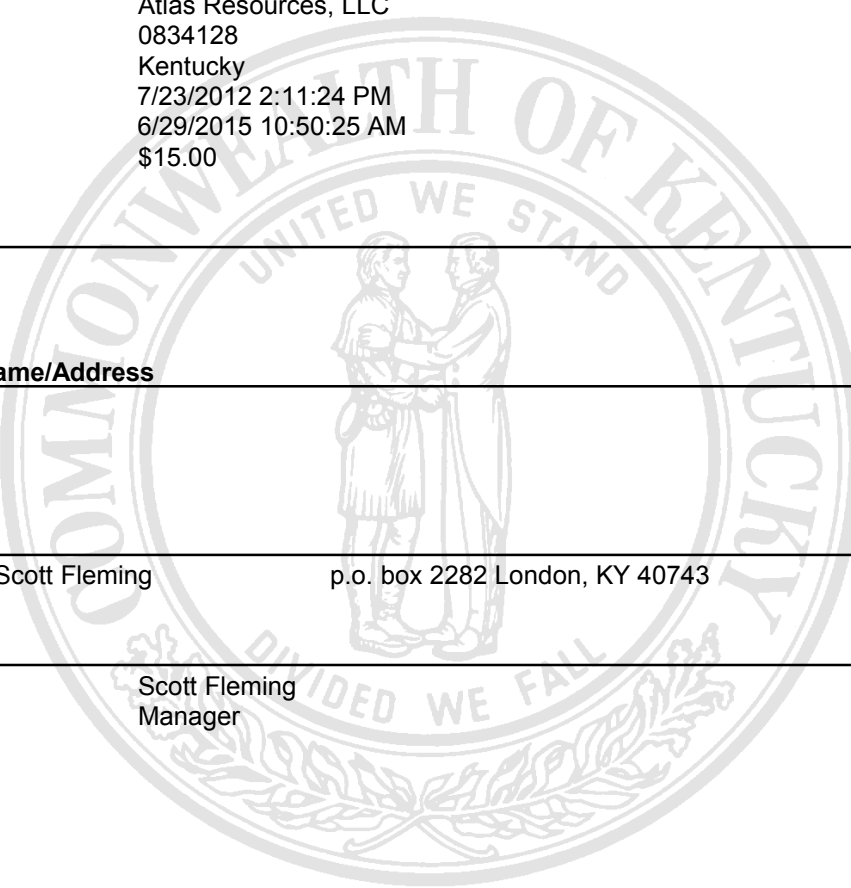 Atlas Resources, LLC
0834128
Kentucky
7/23/2012 2:11:24 PM
6/29/2015 10:50:25 AM
$15.00
COMMONWEALTH OF KENTUCKY
UNITED WE STAND
ame/Address
Scott Fleming p.o. box 2282 London, KY 40743
DIVIDED WE FALL
Scott Fleming
Manager